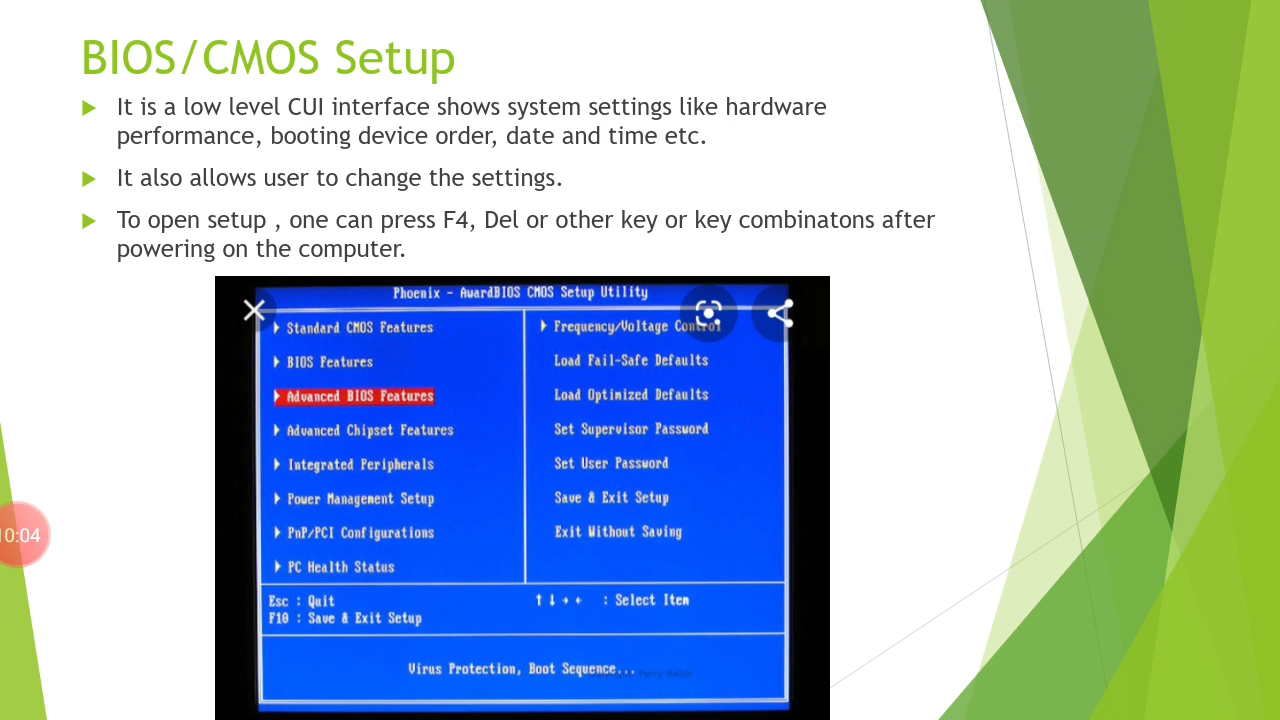 BIOS/CMOS Setup
It is a low level CUI interface shows system settings like hardware
performance, booting device order, date and time etc.
It also allows user to change the settings.
To open setup , one can press F4, Del or other key or key combinatons after
powering on the computer.
Phoenix - AwardBIOS CMOS Setup Utility
Standard CMOS Features
BIOS Features
Advanced BIOS Features
Advanced Chipset Features
Integrated Peripherals
Power Management Setup
PnP/PCI Configurations
PC Health Status
Frequency/Voltage Control
Load Fail-Safe Defaults
Load Optimized Defaults
Set Supervisor Password
Set User Password
Save & Exit Setup
Exit Without Saving
Esc : Quit
F10 : Save & Exit Setup
↑ ↓ → ← : Select Item
Virus Protection, Boot Sequence...
10:04